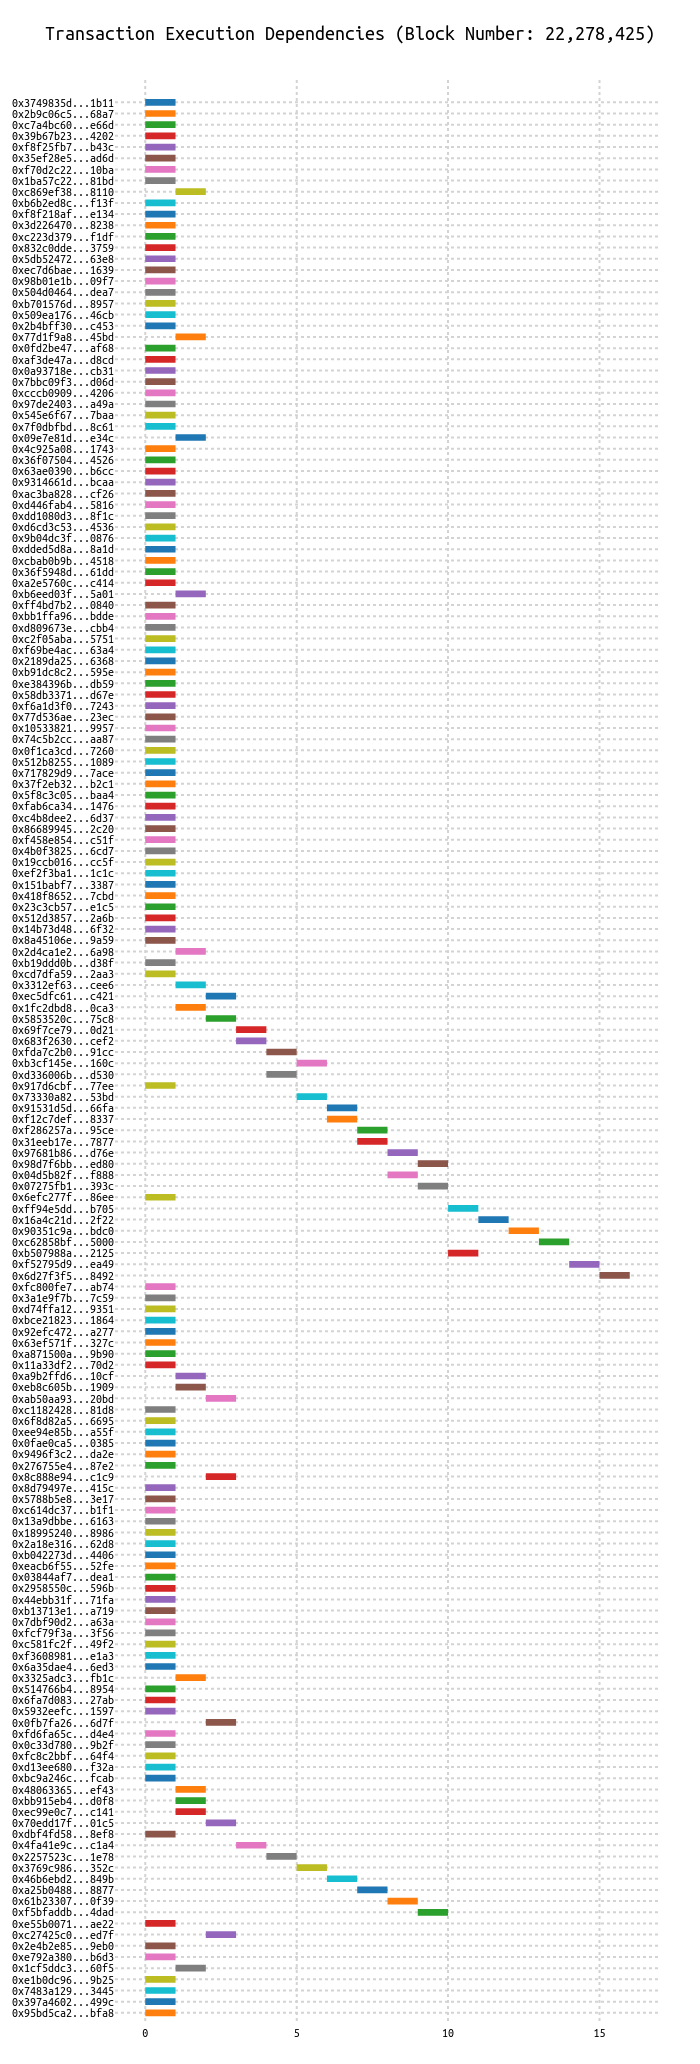 Transaction Execution Dependencies (Block Number: 22,278,425)
0x3749835d...1b11
0x2b9c06c5...68a7
0xc7a4bc60...e66d
0x39b67b23...4202
0xf8f25fb7...b43c
0x35ef28e5...ad6d
0xf70d2c22...10ba
0x1ba57c22...81bd
0xc869ef38...8110
0xb6b2ed8c...f13f
0xf8f218af...e134
0x3d226470...8238
0xc223d379...f1df
0x832c0dde...3759
0x5db52472...63e8
0xec7d6bae...1639
0x98b01e1b...09f7
0x504d0464...dea7
0xb701576d...8957
0x509ea176...46cb
0x2b4bff30...c453
0x77d1f9a8...45bd
0x0fd2be47...af68
0xaf3de47a...d8cd
0x0a93718e...cb31
0x7bbc09f3...d06d
0xcccb0909...4206
0x97de2403...a49a
0x545e6f67...7baa
0x7f0dbfbd...8c61
0x09e7e81d...e34c
0x4c925a08...1743
0x36f07504...4526
0x63ae0390...b6cc
0x9314661d...bcaa
0xac3ba828...cf26
0xd446fab4...5816
0xdd1080d3...8f1c
0xd6cd3c53...4536
0x9b04dc3f...0876
0xdded5d8a...8a1d
0xcbab0b9b...4518
0x36f5948d...61dd
0xa2e5760c...c414
0xb6eed03f...5a01
0xff4bd7b2...0840
0xbb1ffa96...bdde
0xd809673e...cbb4
0xc2f05aba...5751
0xf69be4ac...63a4
0x2189da25...6368
0xb91dc8c2...595e
0xe384396b...db59
0x58db3371...d67e
0xf6a1d3f0...7243
0x77d536ae...23ec
0x10533821...9957
0x74c5b2cc...aa87
0x0f1ca3cd...7260
0x512b8255...1089
0x717829d9...7ace
0x37f2eb32...b2c1
0x5f8c3c05...baa4
0xfab6ca34...1476
0xc4b8dee2...6d37
0x86689945...2c20
0xf458e854...c51f
0x4b0f3825...6cd7
0x19ccb016...cc5f
0xef2f3ba1...1c1c
0x151babf7...3387
0x418f8652...7cbd
0x23c3cb57...e1c5
0x512d3857...2a6b
0x14b73d48...6f32
0x8a45106e...9a59
0x2d4ca1e2...6a98
0xb19ddd0b...d38f
0xcd7dfa59...2aa3
0x3312ef63...cee6
0xec5dfc61...c421
0x1fc2dbd8...0ca3
0x5853520c...75c8
0x69f7ce79...0d21
0x683f2630...cef2
0xfda7c2b0...91cc
0xb3cf145e...160c
0xd336006b...d530
0x917d6cbf...77ee
0x73330a82...53bd
0x91531d5d...66fa
0xf12c7def...8337
0xf286257a...95ce
0x31eeb17e...7877
0x97681b86...d76e
0x98d7f6bb...ed80
0x04d5b82f...f888
0x07275fb1...393c
0x6efc277f...86ee
0xff94e5dd...b705
0x16a4c21d...2f22
0x90351c9a...bdc0
0xc62858bf...5000
0xb507988a...2125
0xf52795d9...ea49
0x6d27f3f5...8492
0xfc800fe7...ab74
0x3a1e9f7b...7c59
0xd74ffa12...9351
0xbce21823...1864
0x92efc472...a277
0x63ef571f...327c
0xa871500a...9b90
0x11a33df2...70d2
0xa9b2ffd6...10cf
0xeb8c605b...1909
0xab50aa93...20bd
0xc1182428...81d8
0x6f8d82a5...6695
0xee94e85b...a55f
0x0fae0ca5...0385
0x9496f3c2...da2e
0x276755e4...87e2
0x8c888e94...c1c9
0x8d79497e...415c
0x5788b5e8...3e17
0xc614dc37...b1f1
0x13a9dbbe...6163
0x18995240...8986
0x2a18e316...62d8
0xb042273d...4406
0xeacb6f55...52fe
0x03844af7...dea1
0x2958550c...596b
0x44ebb31f...71fa
0xb13713e1...a719
0x7dbf90d2...a63a
0xfcf79f3a...3f56
0xc581fc2f...49f2
0xf3608981...e1a3
0x6a35dae4...6ed3
0x3325adc3...fb1c
0x514766b4...8954
0x6fa7d083...27ab
0x5932eefc...1597
0x0fb7fa26...6d7f
0xfd6fa65c...d4e4
0x0c33d780...9b2f
0xfc8c2bbf...64f4
0xd13ee680...f32a
0xbc9a246c...fcab
0x48063365...ef43
0xbb915eb4...d0f8
0xec99e0c7...c141
0x70edd17f...01c5
0xdbf4fd58...8ef8
0x4fa41e9c...c1a4
0x2257523c...1e78
0x3769c986...352c
0x46b6ebd2...849b
0xa25b0488...8877
0x61b23307...0f39
0xf5bfaddb...4dad
0xe55b0071...ae22
0xc27425c0...ed7f
0x2e4b2e85...9eb0
0xe792a380...b6d3
0x1cf5ddc3...60f5
0xe1b0dc96...9b25
0x7483a129...3445
0x397a4602...499c
0x95bd5ca2...bfa8
0 5 10 15